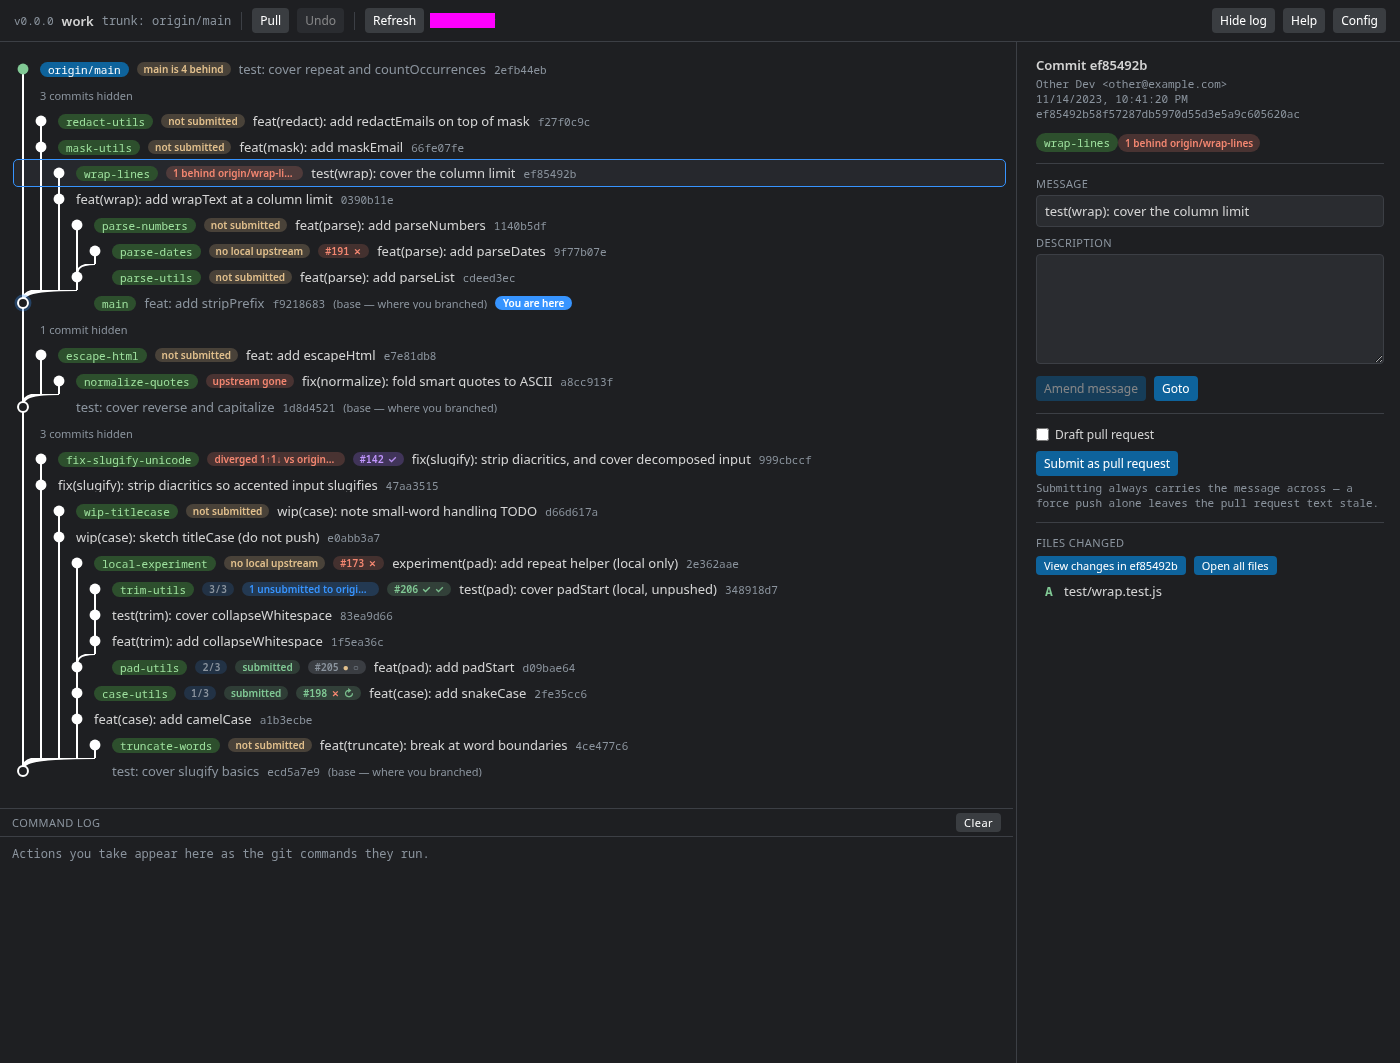 v0.0.0 work trunk: origin/main Pull Undo Refresh Hide log Help Config
origin/main main is 4 behind test: cover repeat and countOccurrences 2efb44eb
3 commits hidden
redact-utils not submitted feat(redact): add redactEmails on top of mask f27f0c9c
mask-utils not submitted feat(mask): add maskEmail 66fe07fe
wrap-lines 1 behind origin/wrap-li... test(wrap): cover the column limit ef85492b
feat(wrap): add wrapText at a column limit 0390b11e
parse-numbers not submitted feat(parse): add parseNumbers 1140b5df
parse-dates no local upstream #191 × feat(parse): add parseDates 9f77b07e
parse-utils not submitted feat(parse): add parseList cdeed3ec
main feat: add stripPrefix f9218683 (base — where you branched) You are here
1 commit hidden
escape-html not submitted feat: add escapeHtml e7e81db8
normalize-quotes upstream gone fix(normalize): fold smart quotes to ASCII a8cc913f
test: cover reverse and capitalize 1d8d4521 (base — where you branched)
3 commits hidden
fix-slugify-unicode diverged 1↑1↓ vs origin... #142 ✓ fix(slugify): strip diacritics, and cover decomposed input 999cbccf
fix(slugify): strip diacritics so accented input slugifies 47aa3515
wip-titlecase not submitted wip(case): note small-word handling TODO d66d617a
wip(case): sketch titleCase (do not push) e0abb3a7
local-experiment no local upstream #173 × experiment(pad): add repeat helper (local only) 2e362aae
trim-utils 3/3 1 unsubmitted to origi... #206 ✓ ✓ test(pad): cover padStart (local, unpushed) 348918d7
test(trim): cover collapseWhitespace 83ea9d66
feat(trim): add collapseWhitespace 1f5ea36c
pad-utils 2/3 submitted #205 ● ○ feat(pad): add padStart d09bae64
case-utils 1/3 submitted #198 × ↻ feat(case): add snakeCase 2fe35cc6
feat(case): add camelCase a1b3ecbe
truncate-words not submitted feat(truncate): break at word boundaries 4ce477c6
test: cover slugify basics ecd5a7e9 (base — where you branched)
COMMAND LOG Clear
Actions you take appear here as the git commands they run.
Commit ef85492b
Other Dev <other@example.com>
11/14/2023, 10:41:20 PM
ef85492b58f57287db5970d55d3e5a9c605620ac
wrap-lines 1 behind origin/wrap-lines
MESSAGE
test(wrap): cover the column limit
DESCRIPTION
Amend message Goto
Draft pull request
Submit as pull request
Submitting always carries the message across — a
force push alone leaves the pull request text stale.
FILES CHANGED
View changes in ef85492b Open all files
A test/wrap.test.js